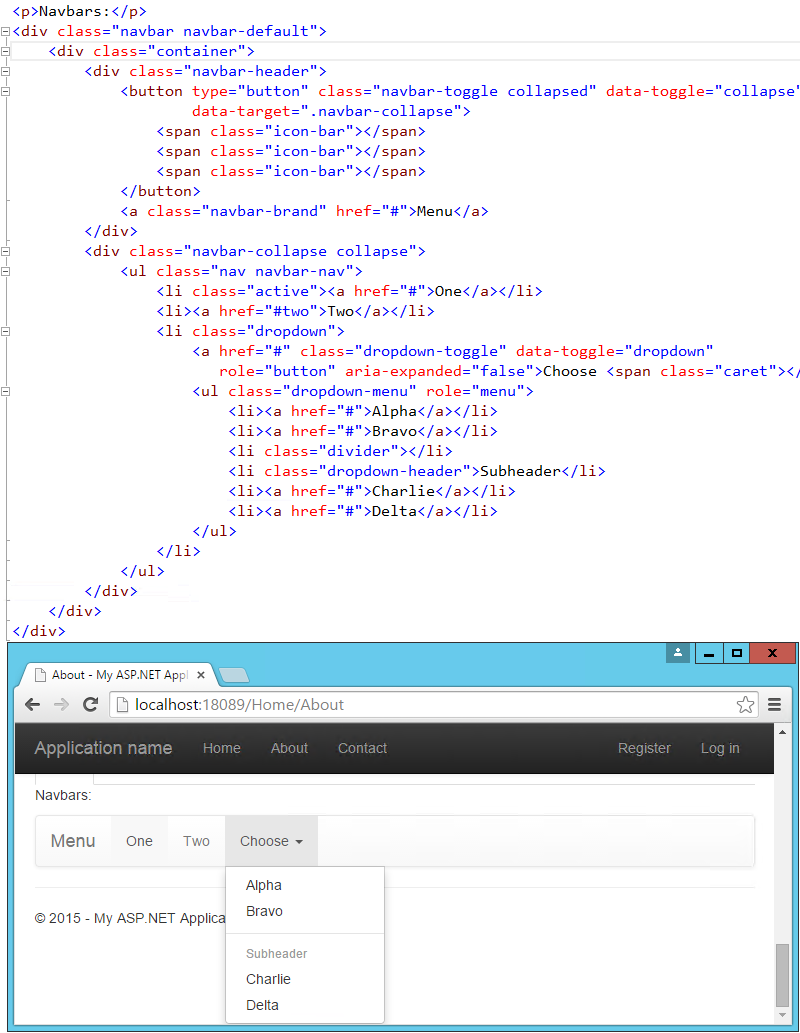 <p>Navbars:</p>
<div class="navbar navbar-default">
    <div class="container">
        <div class="navbar-header">
            <button type="button" class="navbar-toggle collapsed" data-toggle="collapse"
                    data-target=".navbar-collapse">
                <span class="icon-bar"></span>
                <span class="icon-bar"></span>
                <span class="icon-bar"></span>
            </button>
            <a class="navbar-brand" href="#">Menu</a>
        </div>
        <div class="navbar-collapse collapse">
            <ul class="nav navbar-nav">
                <li class="active"><a href="#">One</a></li>
                <li><a href="#two">Two</a></li>
                <li class="dropdown">
                    <a href="#" class="dropdown-toggle" data-toggle="dropdown"
                       role="button" aria-expanded="false">Choose <span class="caret"></
                    <ul class="dropdown-menu" role="menu">
                        <li><a href="#">Alpha</a></li>
                        <li><a href="#">Bravo</a></li>
                        <li class="divider"></li>
                        <li class="dropdown-header">Subheader</li>
                        <li><a href="#">Charlie</a></li>
                        <li><a href="#">Delta</a></li>
                    </ul>
                </li>
            </ul>
        </div>
    </div>
</div>
About - My ASP.NET Appl
localhost:18089/Home/About
Application name Home About Contact Register Log in
Navbars:
Menu One Two Choose
Alpha
Bravo
© 2015 - My ASP.NET Applica
Subheader
Charlie
Delta